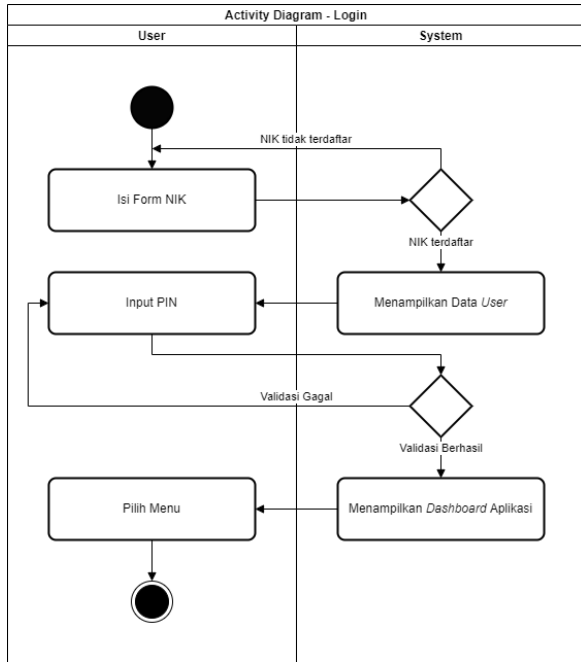 Activity Diagram - Login
User
System
NIK tidak terdaftar
Isi Form NIK
NIK terdaftar
Input PIN
Menampilkan Data User
Validasi Gagal
Validasi Berhasil
Pilih Menu
Menampilkan Dashboard Aplikasi